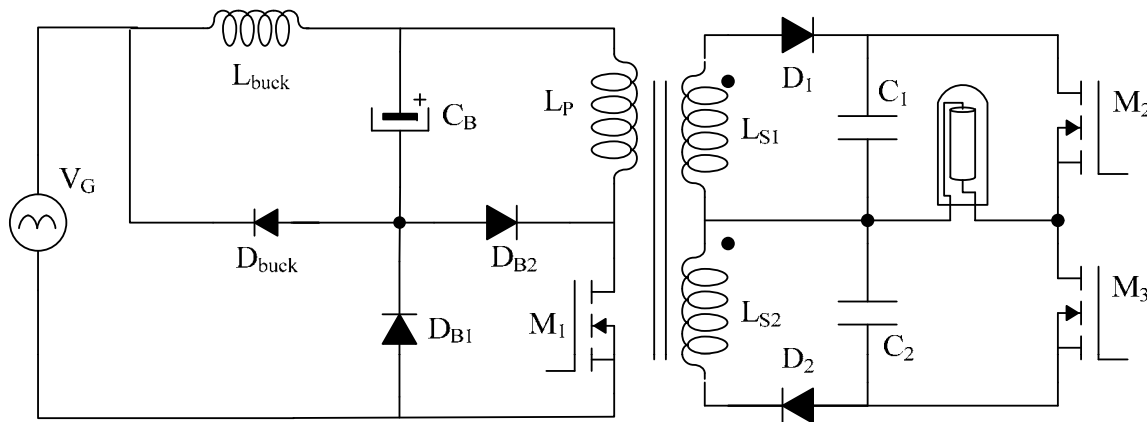 L_buck
V_G
C_B
+
L_P
D_buck
D_B2
D_B1
M_1
D_1
C_1
L_S1
M_2
L_S2
D_2
C_2
M_3